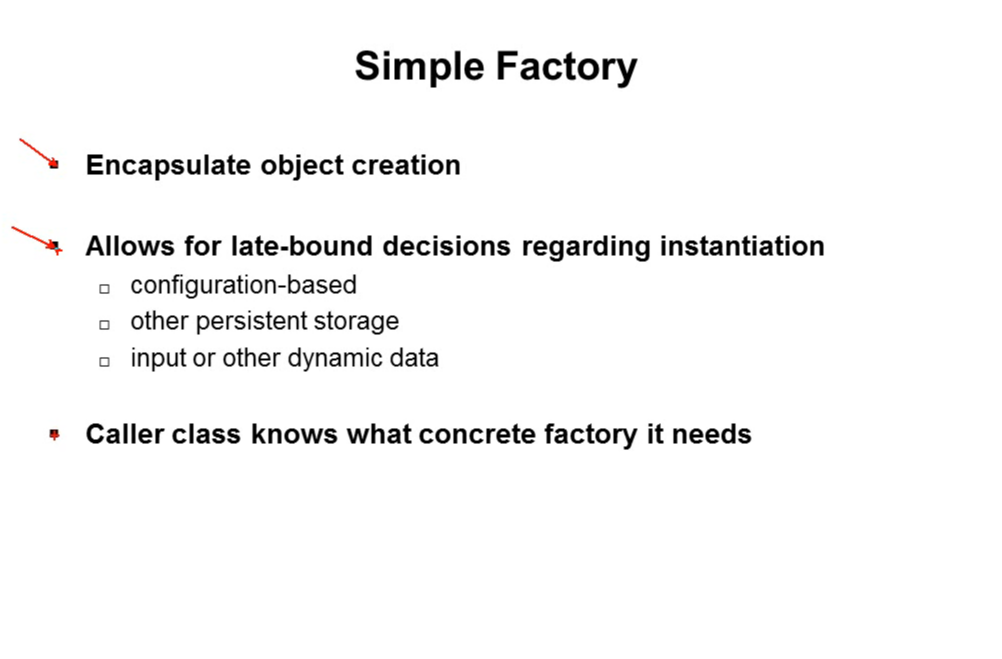 Simple Factory
Encapsulate object creation
Allows for late-bound decisions regarding instantiation
configuration-based
other persistent storage
input or other dynamic data
Caller class knows what concrete factory it needs